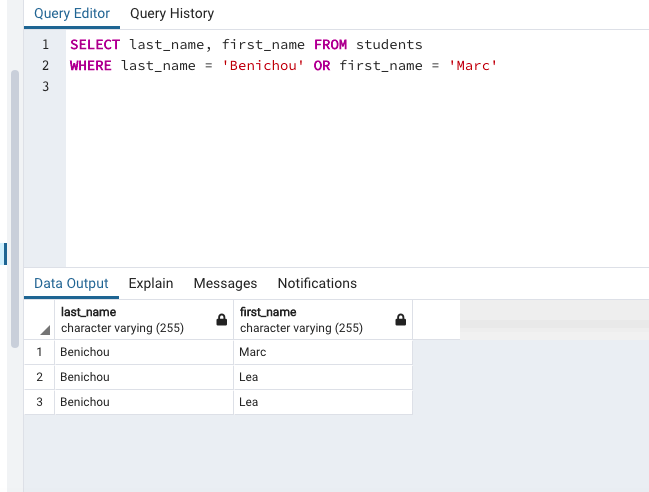 Query Editor Query History
1 SELECT last_name, first_name FROM students
2 WHERE last_name = 'Benichou' OR first_name = 'Marc'
3
Data Output Explain Messages Notifications
last_name first_name
character varying (255) character varying (255)
1 Benichou Marc
2 Benichou Lea
3 Benichou Lea